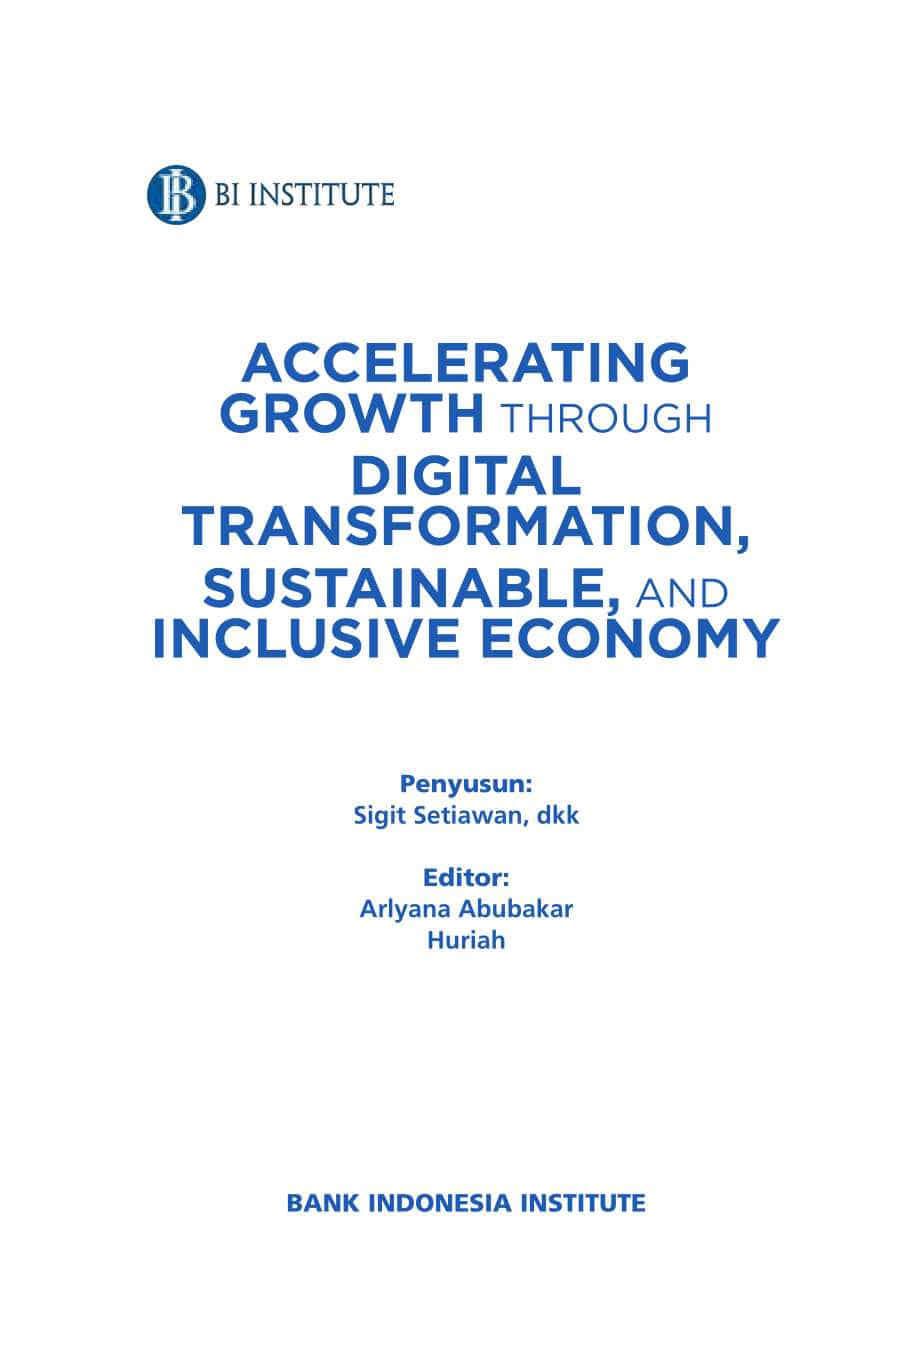 BI INSTITUTE
ACCELERATING
GROWTH THROUGH
DIGITAL
TRANSFORMATION,
SUSTAINABLE, AND
INCLUSIVE ECONOMY
Penyusun:
Sigit Setiawan, dkk
Editor:
Arlyana Abubakar
Huriah
BANK INDONESIA INSTITUTE